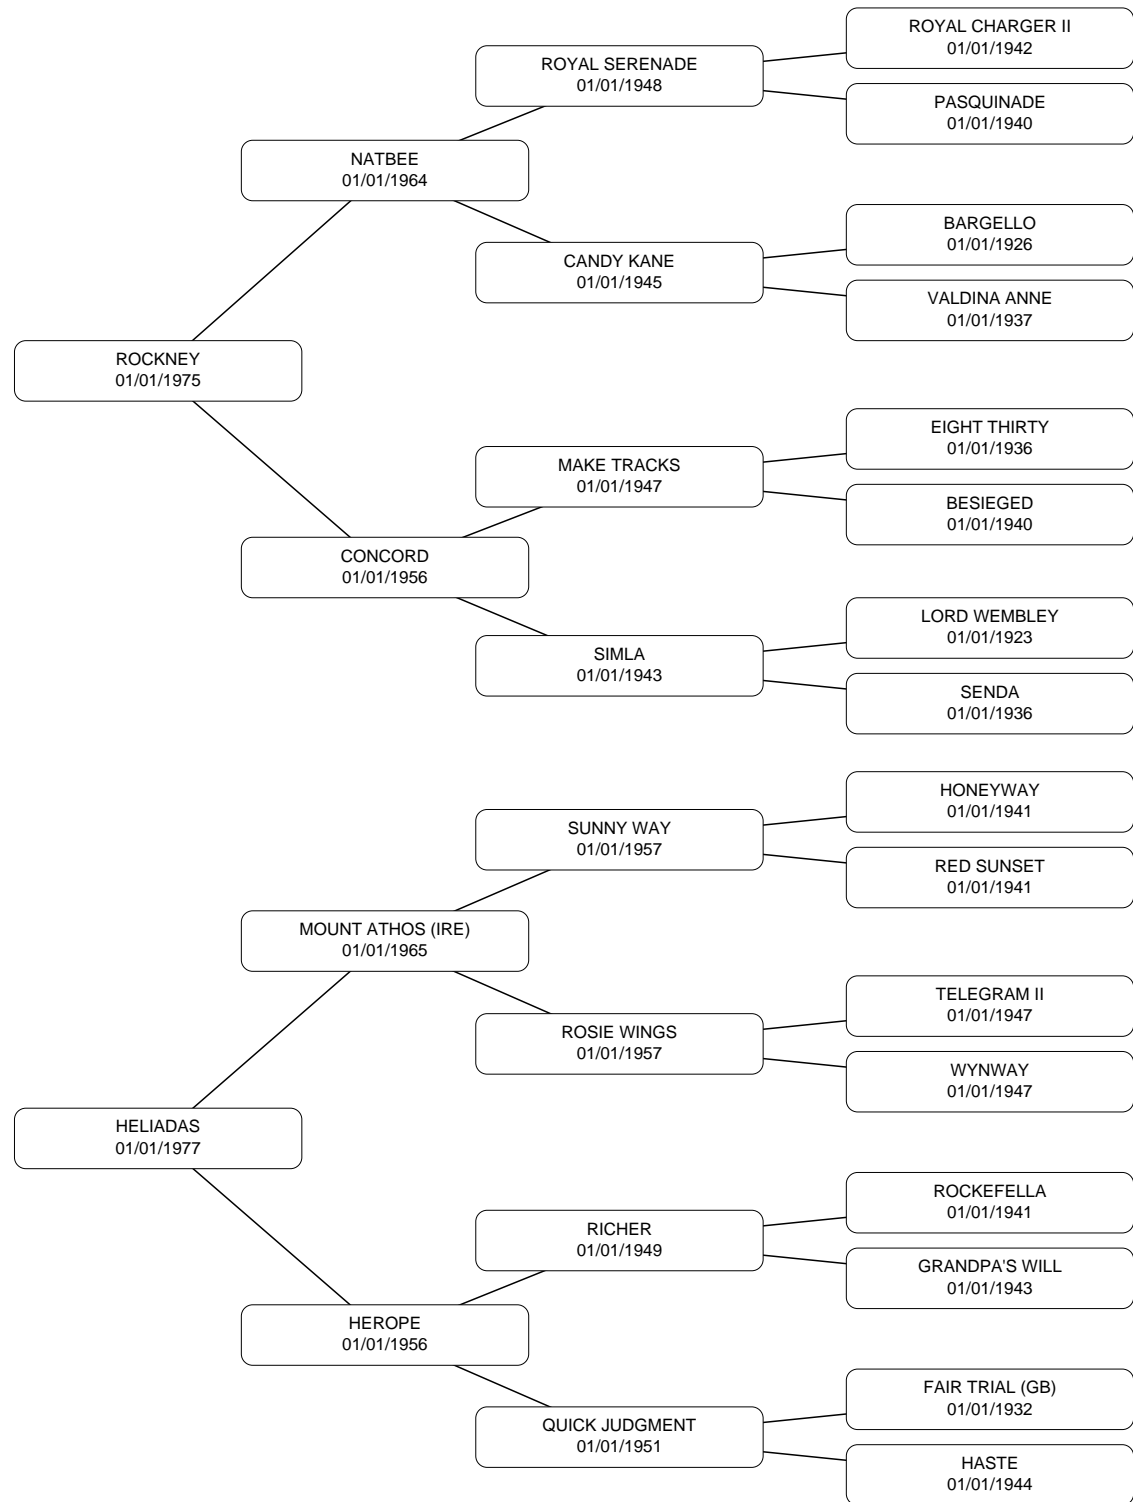 ROYAL CHARGER II
01/01/1942
ROYAL SERENADE
01/01/1948
PASQUINADE
01/01/1940
NATBEE
01/01/1964
BARGELLO
01/01/1926
CANDY KANE
01/01/1945
VALDINA ANNE
01/01/1937
ROCKNEY
01/01/1975
EIGHT THIRTY
01/01/1936
MAKE TRACKS
01/01/1947
BESIEGED
01/01/1940
CONCORD
01/01/1956
LORD WEMBLEY
01/01/1923
SIMLA
01/01/1943
SENDA
01/01/1936
HONEYWAY
01/01/1941
SUNNY WAY
01/01/1957
RED SUNSET
01/01/1941
MOUNT ATHOS (IRE)
01/01/1965
TELEGRAM II
01/01/1947
ROSIE WINGS
01/01/1957
WYNWAY
01/01/1947
HELIADAS
01/01/1977
ROCKEFELLA
01/01/1941
RICHER
01/01/1949
GRANDPA'S WILL
01/01/1943
HEROPE
01/01/1956
FAIR TRIAL (GB)
01/01/1932
QUICK JUDGMENT
01/01/1951
HASTE
01/01/1944